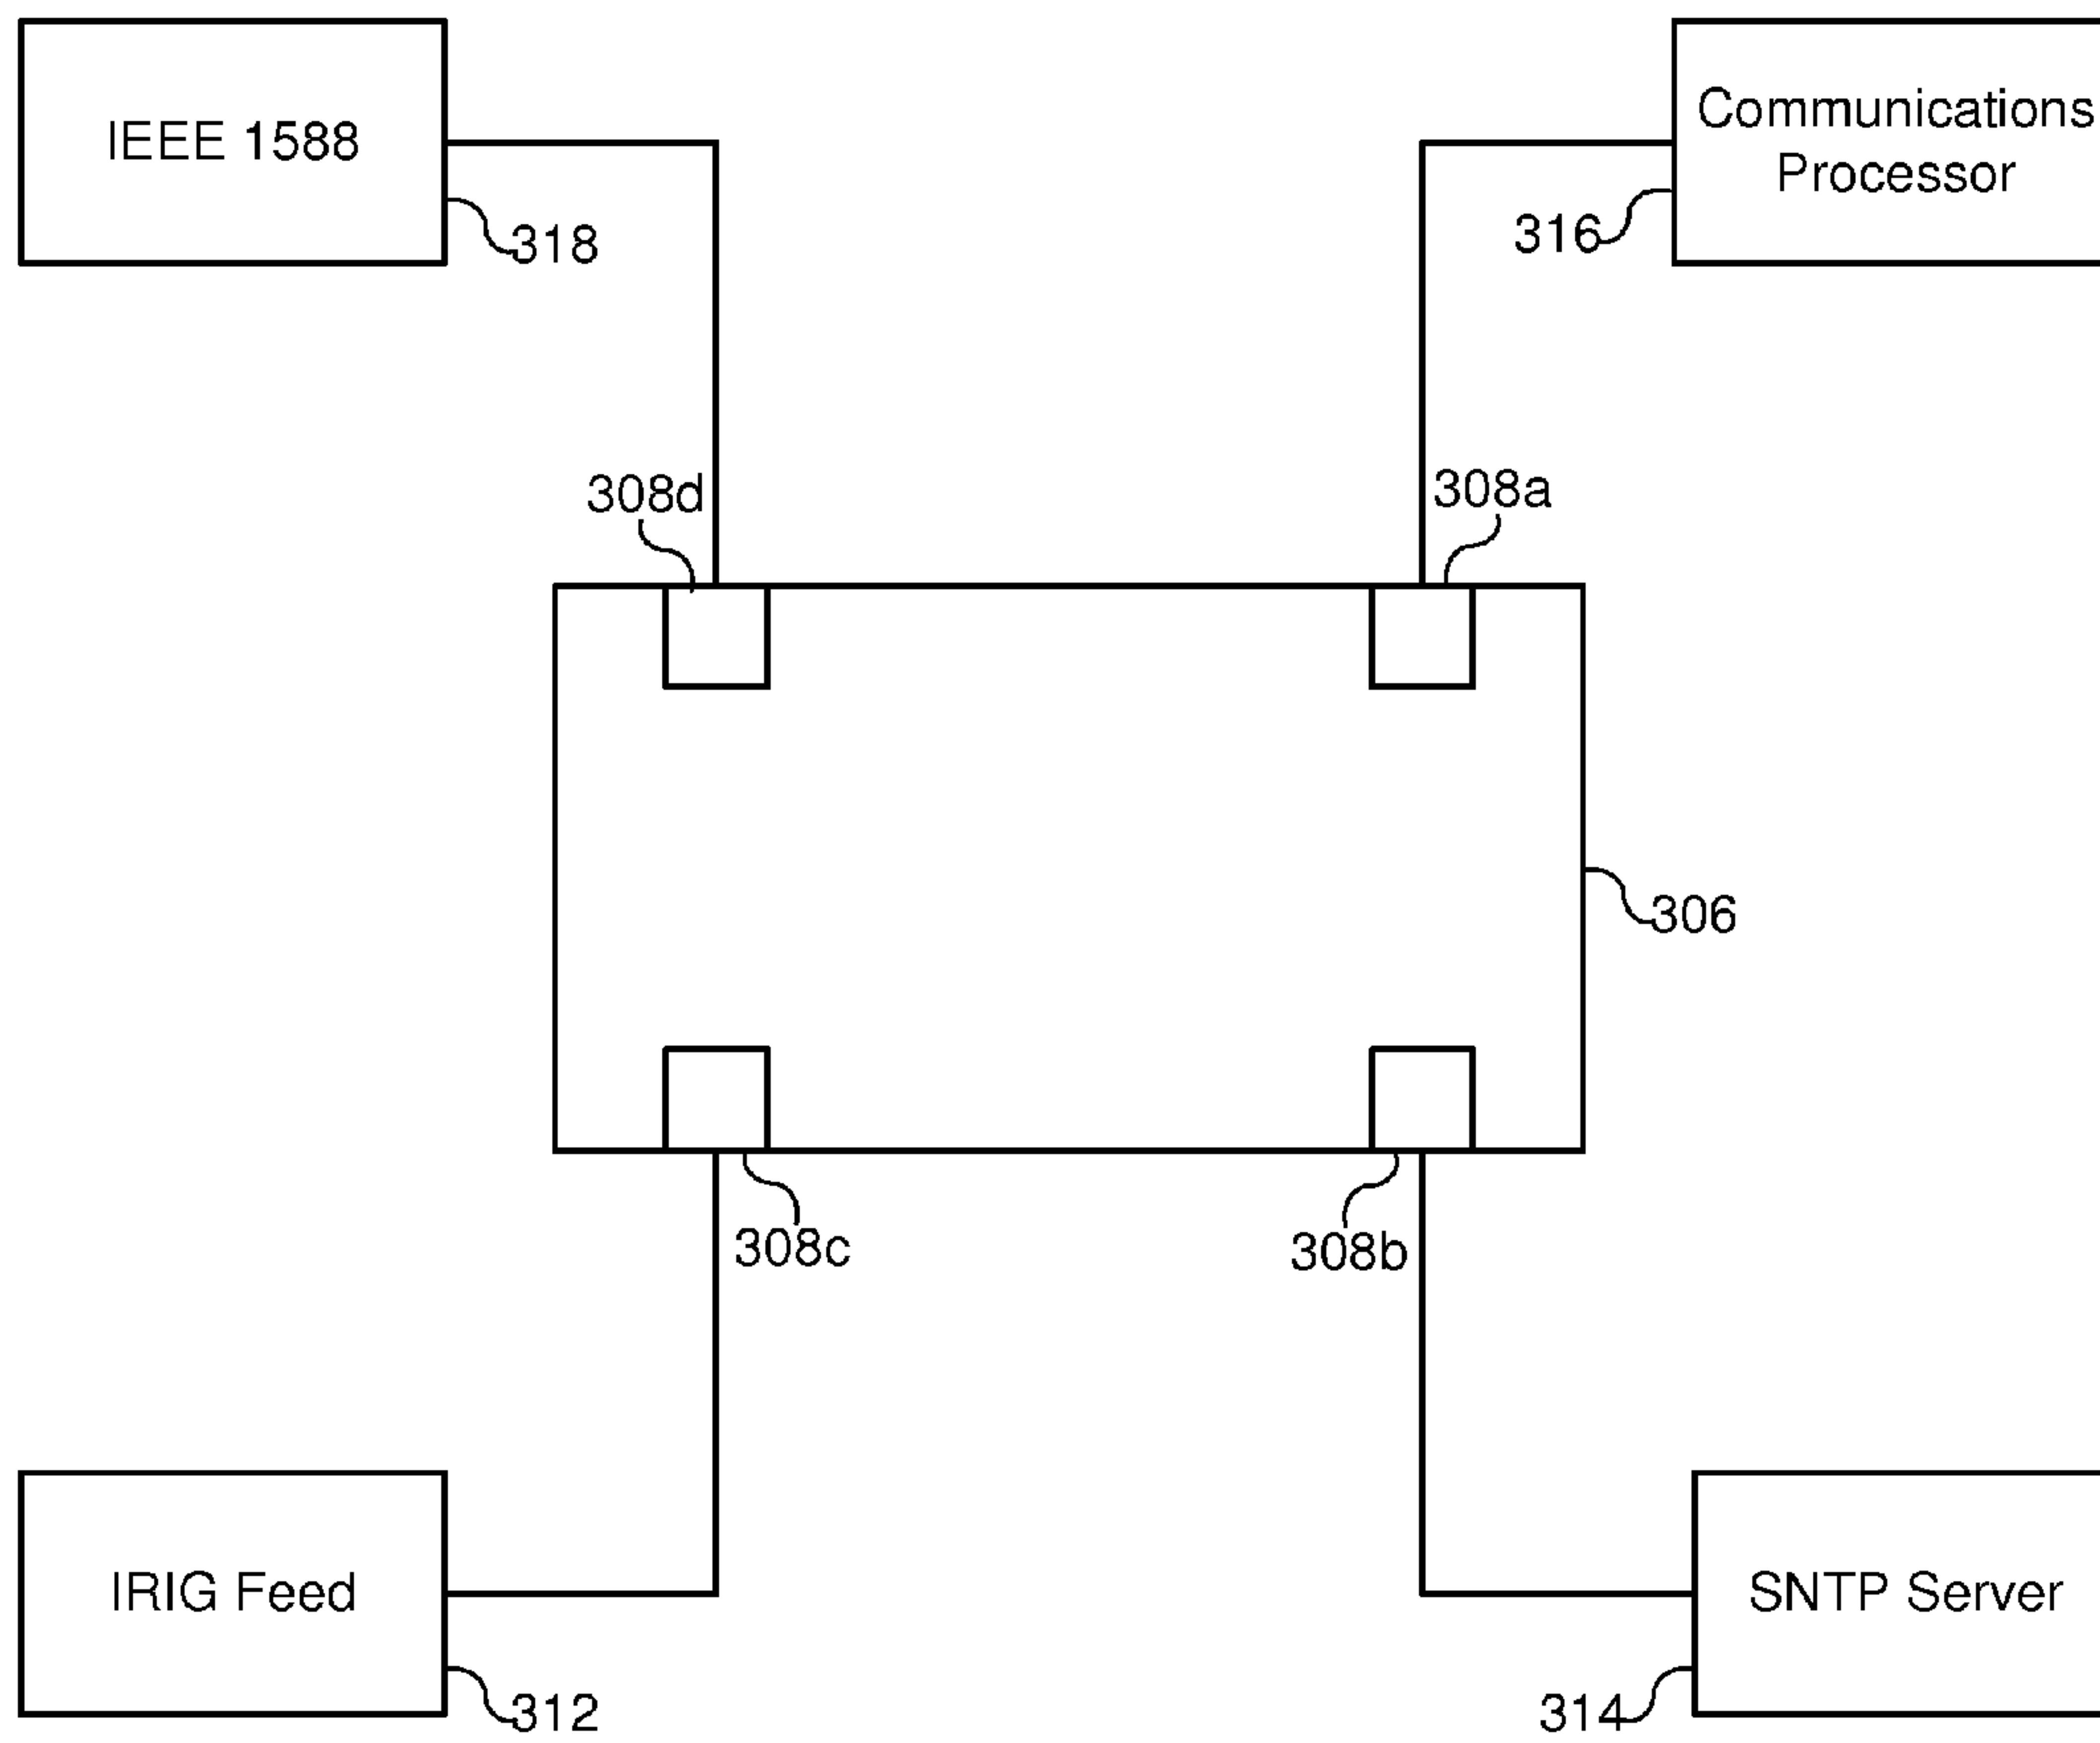 IEEE 1588
Communications
Processor
318
316
308d
308a
306
308c
308b
IRIG Feed
SNTP Server
312
314